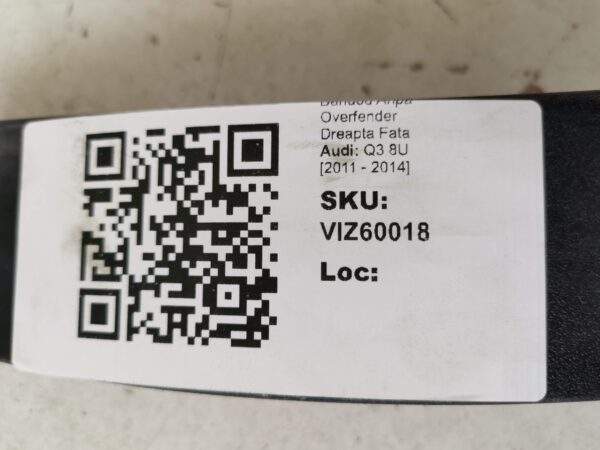 Overfender
Dreapta Fata
Audi: Q3 8U
[2011 - 2014]
SKU:
VIZ60018
Loc: